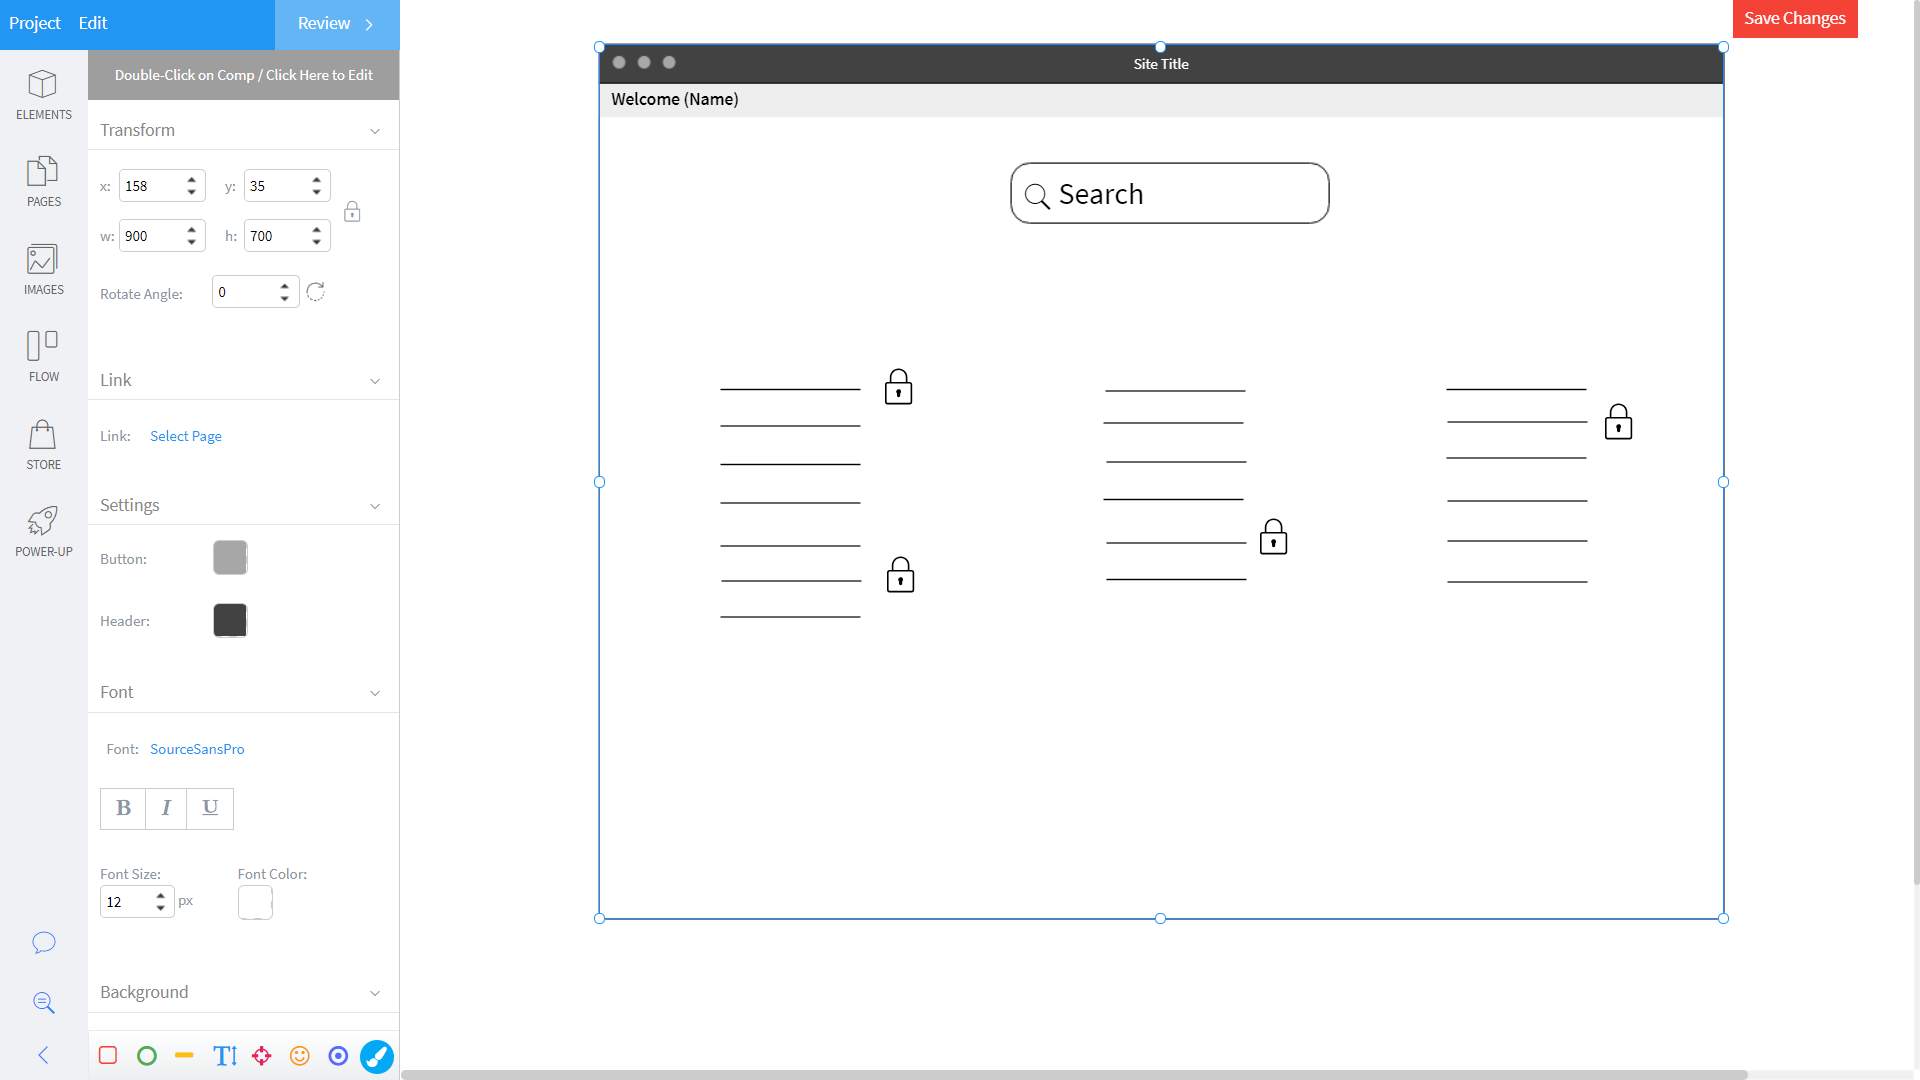 Project Edit Review
Save Changes
Double-Click on Comp / Click Here to Edit
ELEMENTS
PAGES
IMAGES
FLOW
STORE
POWER-UP
Transform
x: 158 y: 35
w: 900 h: 700
Rotate Angle: 0
Link
Link: Select Page
Settings
Button:
Header:
Font
Font: SourceSansPro
B I U
Font Size: Font Color:
12 px
Background
T
Site Title
Welcome (Name)
Search